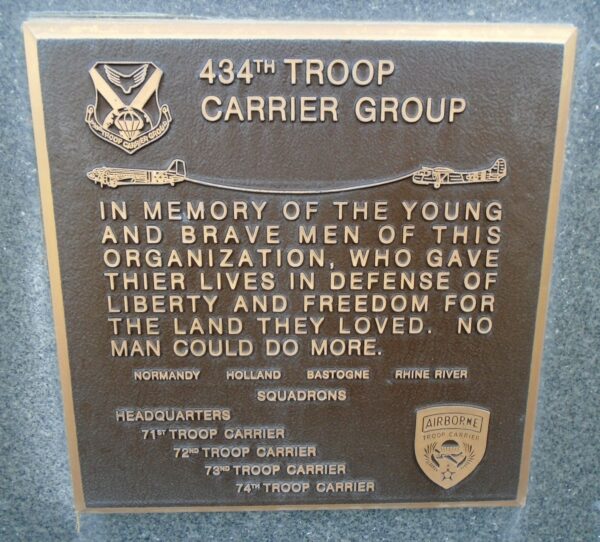 434TH TROOP
CARRIER GROUP
434TH TROOP CARRIER GROUP
IN MEMORY OF THE YOUNG
AND BRAVE MEN OF THIS
ORGANIZATION, WHO GAVE
THIER LIVES IN DEFENSE OF
LIBERTY AND FREEDOM FOR
THE LAND THEY LOVED. NO
MAN COULD DO MORE.
NORMANDY HOLLAND BASTOGNE RHINE RIVER
SQUADRONS
HEADQUARTERS
71ST TROOP CARRIER
72ND TROOP CARRIER
73RD TROOP CARRIER
74TH TROOP CARRIER
AIRBORNE
TROOP CARRIER